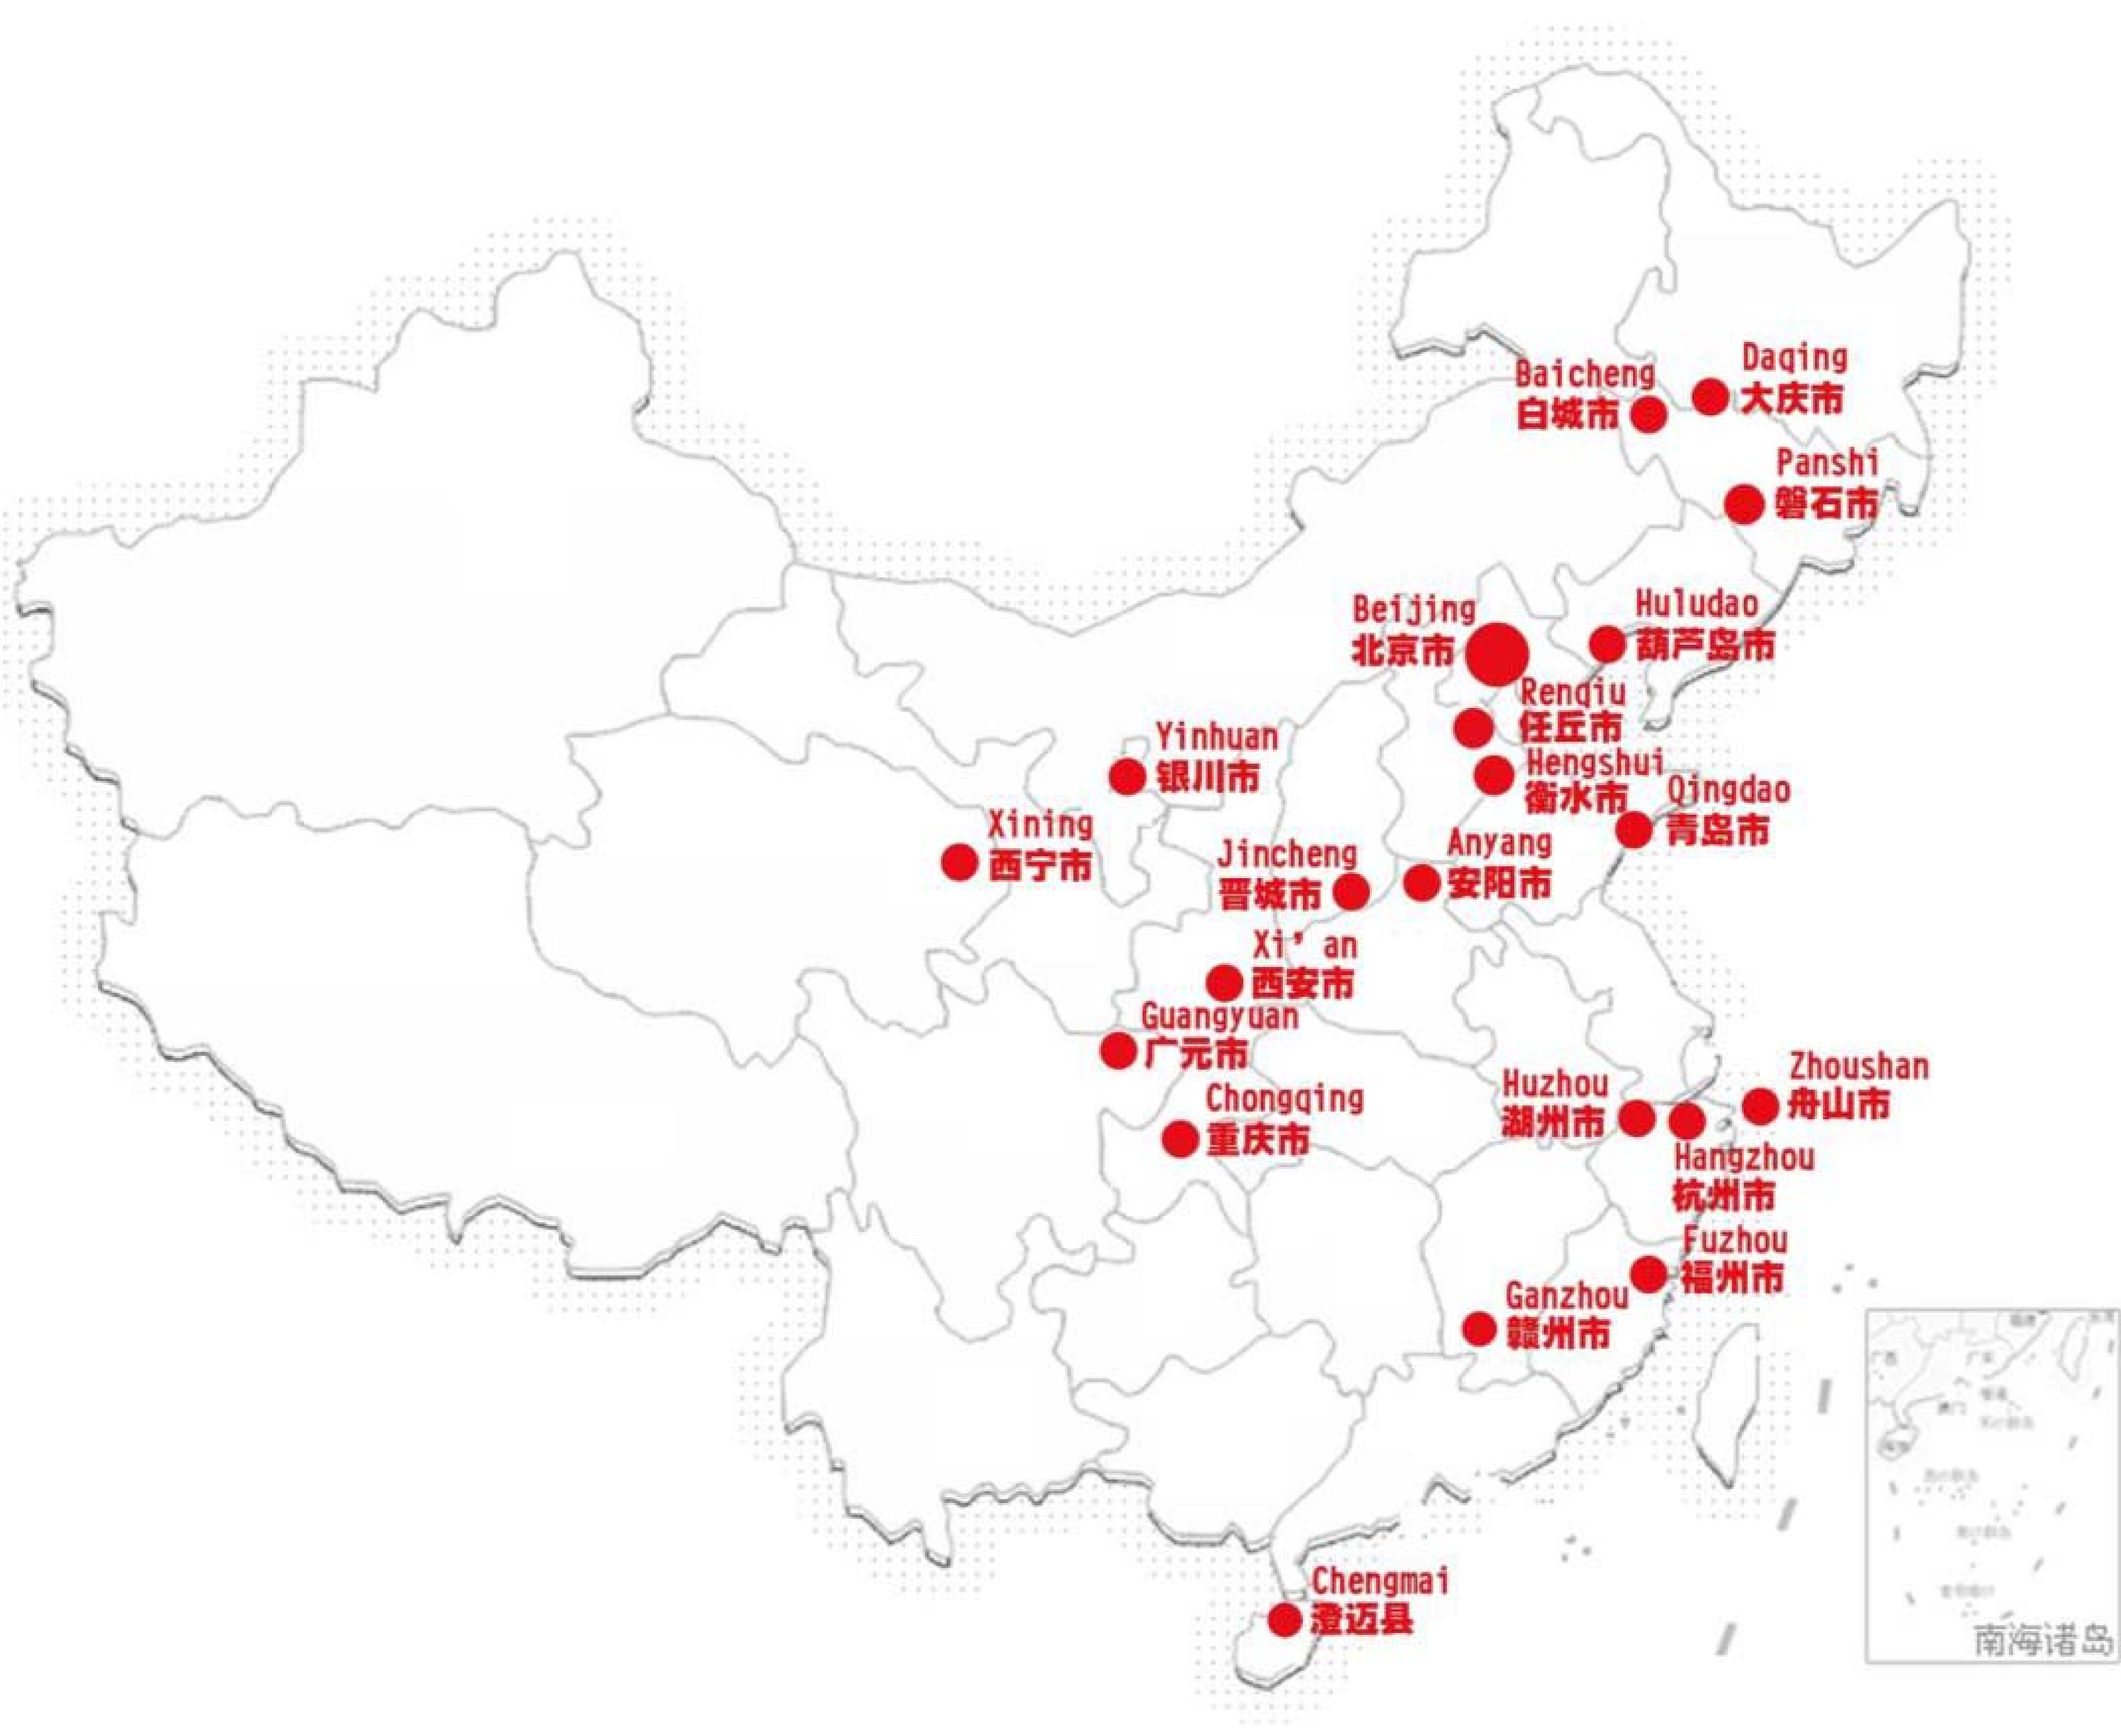 Daqing
大庆市
Baicheng
白城市
Panshi
磐石市
Huludao
葫芦岛市
Beijing
北京市
Renqiu
任丘市
Yinhuan
银川市
Hengshui
衡水市
Qingdao
青岛市
Xining
西宁市
Jincheng
晋城市
Anyang
安阳市
Xi’an
西安市
Guangyuan
广元市
Zhoushan
舟山市
Huzhou
湖州市
Chongqing
重庆市
Hangzhou
杭州市
Fuzhou
福州市
Ganzhou
赣州市
Chengmai
澄迈县
广西
广东
南海诸岛